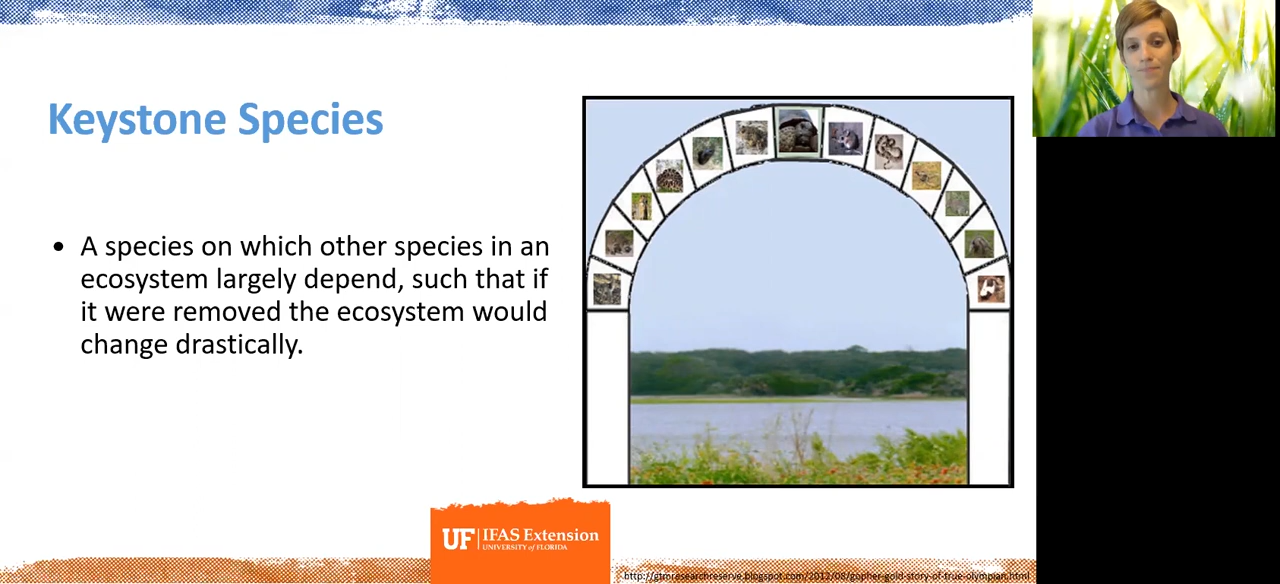 Keystone Species
• A species on which other species in an
ecosystem largely depend, such that if
it were removed the ecosystem would
change drastically.
UF IFAS Extension
UNIVERSITY of FLORIDA
http://gtmresearchreserve.blogspot.com/2012/08/gopher-gold-story-of-true-olympian.html